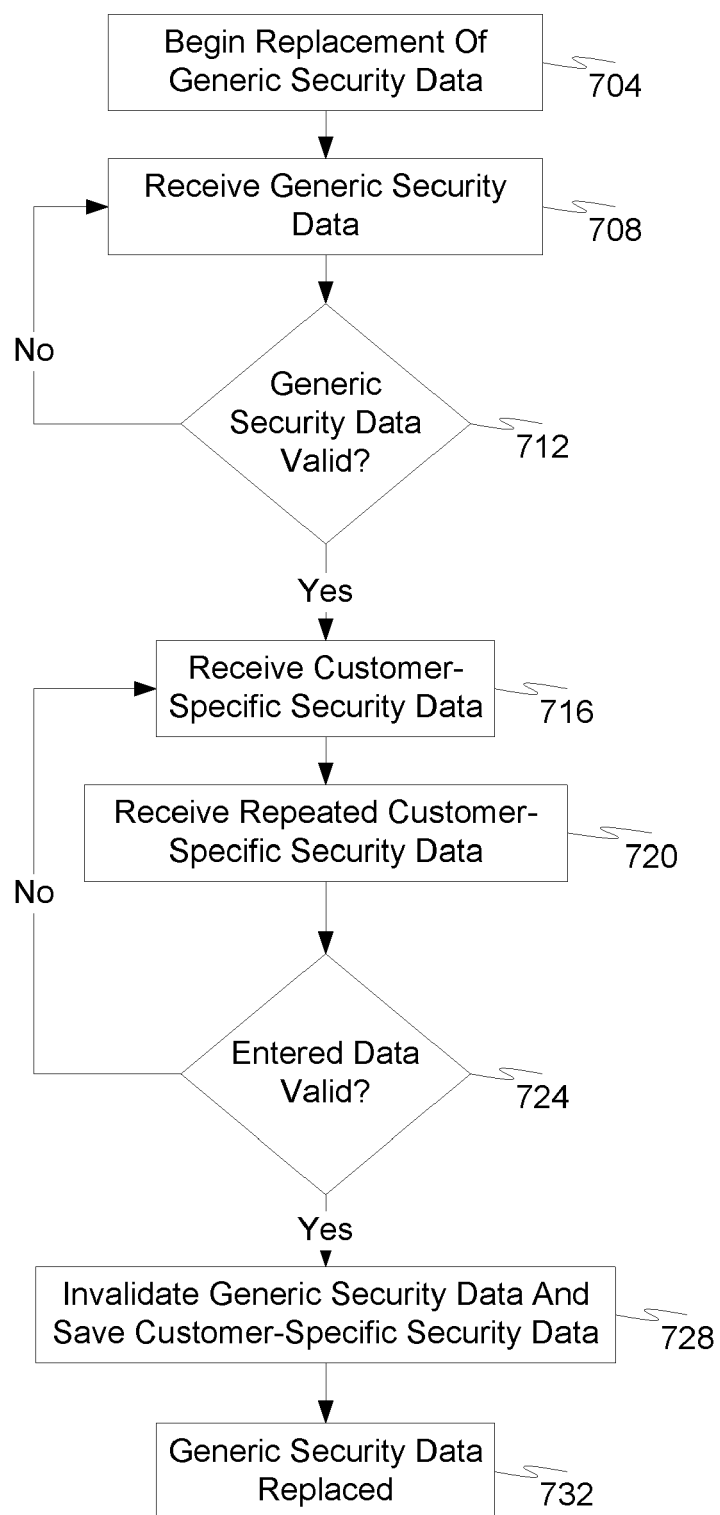 Begin Replacement Of
Generic Security Data
704
Receive Generic Security
Data
708
No
Generic
Security Data
Valid?
712
Yes
Receive Customer-
Specific Security Data
716
Receive Repeated Customer-
Specific Security Data
720
No
Entered Data
Valid?
724
Yes
Invalidate Generic Security Data And
Save Customer-Specific Security Data
728
Generic Security Data
Replaced
732